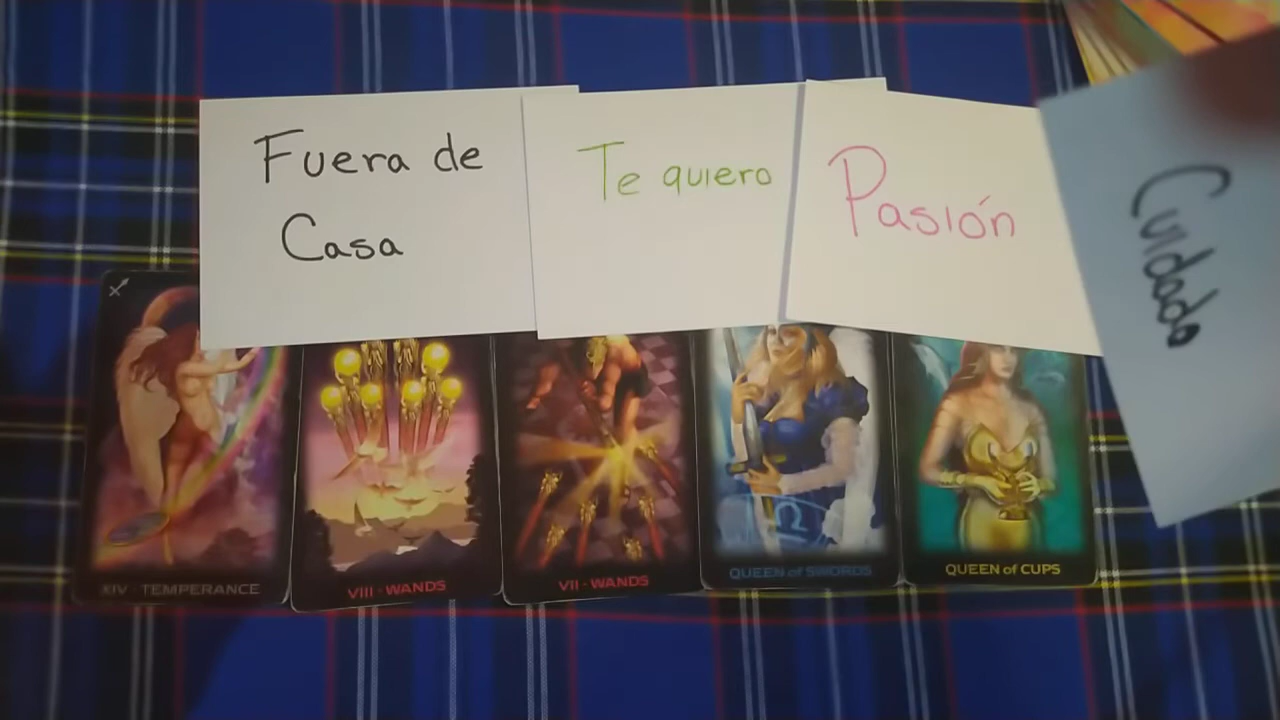 Fuera de
Casa
Te quiero
Pasión
Cuidado
XIV · TEMPERANCE
VIII · WANDS
VII · WANDS
QUEEN of SWORDS
QUEEN of CUPS